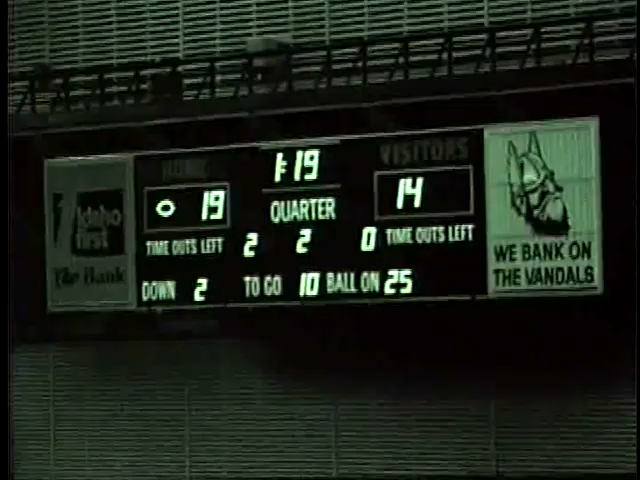 HOME 1:19 VISITORS
19 QUARTER 14
TIME OUTS LEFT 2 2 0 TIME OUTS LEFT
DOWN 2 TO GO 10 BALL ON 25
Idaho
first
The Bank
WE BANK ON
THE VANDALS